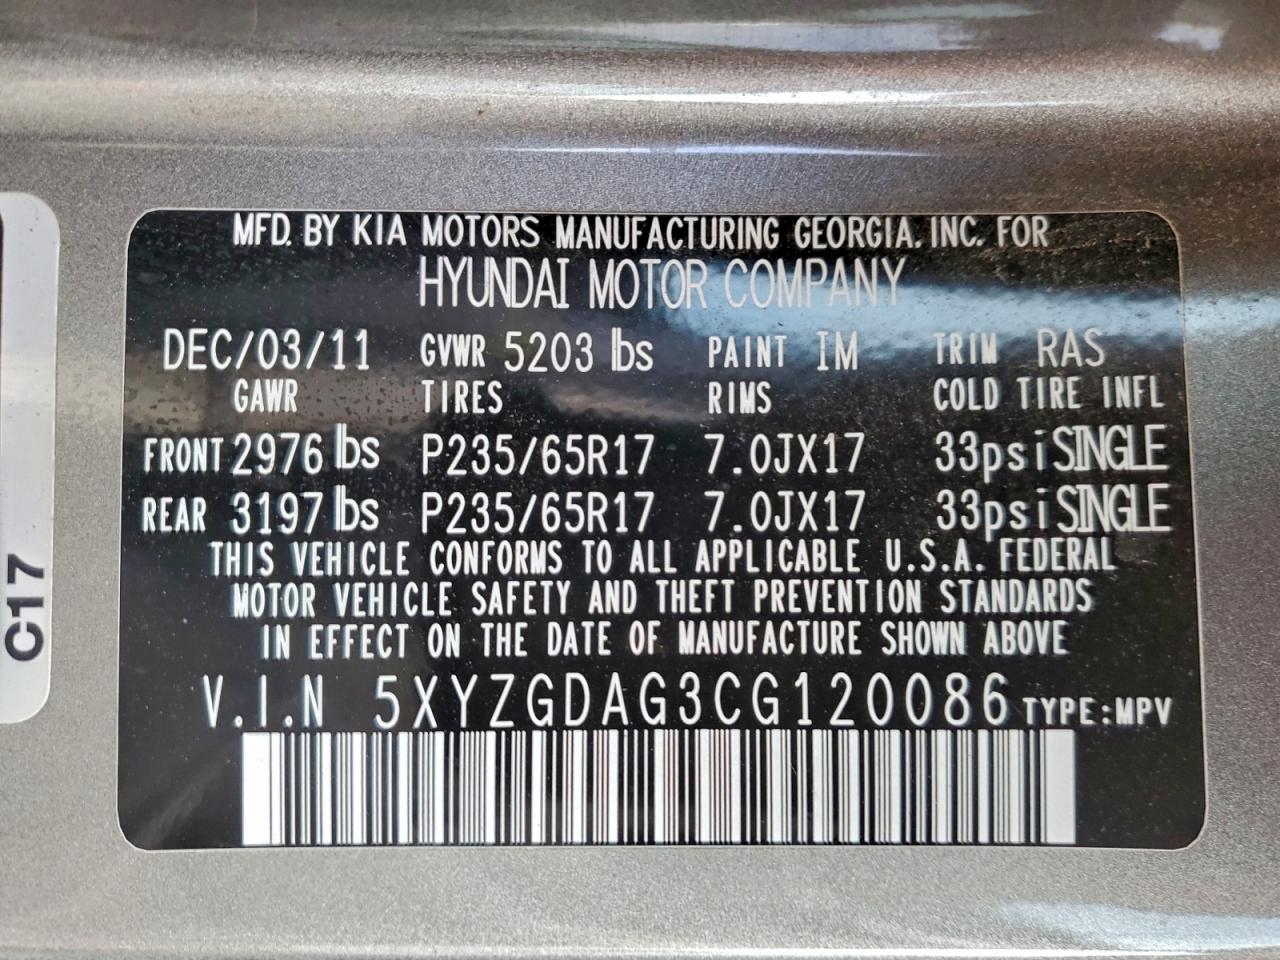 MFD. BY KIA MOTORS MANUFACTURING GEORGIA, INC. FOR
HYUNDAI MOTOR COMPANY
DEC/03/11 GVWR 5203 lbs PAINT IM TRIM RAS
GAWR TIRES RIMS COLD TIRE INFL
FRONT 2976 lbs P235/65R17 7.0JX17 33psi SINGLE
REAR 3197 lbs P235/65R17 7.0JX17 33psi SINGLE
THIS VEHICLE CONFORMS TO ALL APPLICABLE U.S.A. FEDERAL
MOTOR VEHICLE SAFETY AND THEFT PREVENTION STANDARDS
IN EFFECT ON THE DATE OF MANUFACTURE SHOWN ABOVE
V.I.N 5XYZGDAG3CG120086 TYPE:MPV
C17